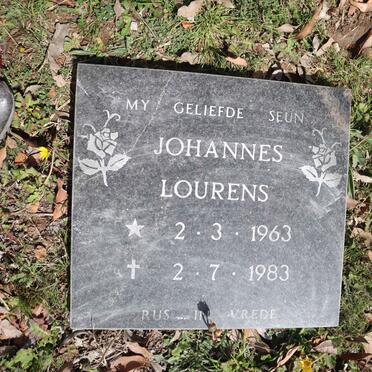 MY GELIEFDE SEUN
JOHANNES
LOURENS
2 · 3 · 1963
2 · 7 · 1983
RUS IN VREDE